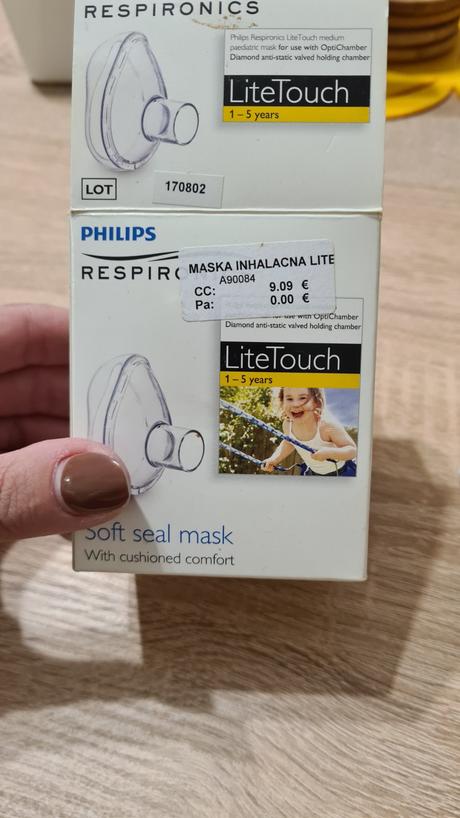 RESPIRONICS
Philips Respironics LiteTouch medium
paediatric mask for use with OptiChamber
Diamond anti-static valved holding chamber
LiteTouch
1 – 5 years
LOT
170802
PHILIPS
MASKA INHALACNA LITE
A90084
CC: 9.09 €
Pa: 0.00 €
RESPIR
use with OptiChamber
Diamond anti-static valved holding chamber
LiteTouch
1 – 5 years
Soft seal mask
With cushioned comfort